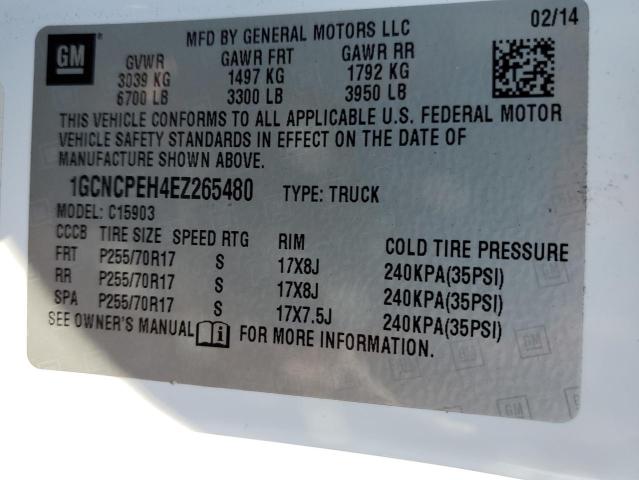 GM
MFD BY GENERAL MOTORS LLC
02/14
GVWR GAWR FRT GAWR RR
3039 KG 1497 KG 1792 KG
6700 LB 3300 LB 3950 LB
THIS VEHICLE CONFORMS TO ALL APPLICABLE U.S. FEDERAL MOTOR
VEHICLE SAFETY STANDARDS IN EFFECT ON THE DATE OF
MANUFACTURE SHOWN ABOVE.
1GCNCPEH4EZ265480 TYPE: TRUCK
MODEL: C15903
CCCB TIRE SIZE SPEED RTG RIM COLD TIRE PRESSURE
FRT P255/70R17 S 17X8J 240KPA(35PSI)
RR P255/70R17 S 17X8J 240KPA(35PSI)
SPA P255/70R17 S 17X7.5J 240KPA(35PSI)
SEE OWNER'S MANUAL FOR MORE INFORMATION.
GM
GM